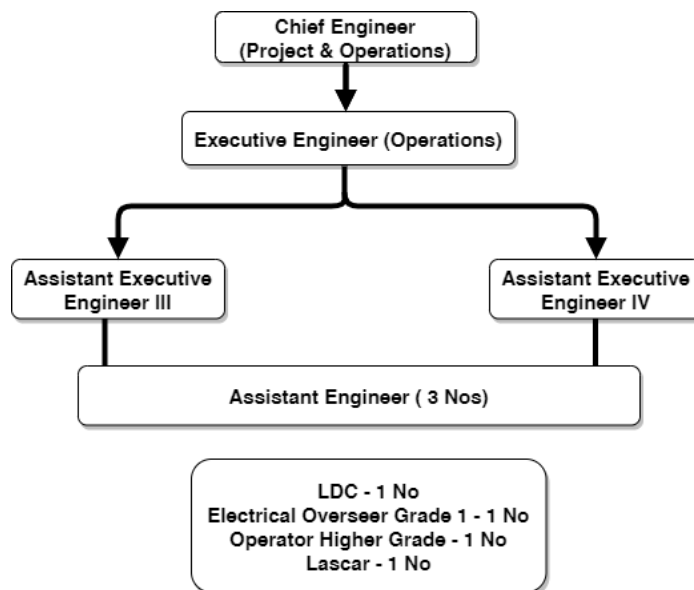 Chief Engineer
(Project & Operations)
Executive Engineer (Operations)
Assistant Executive
Engineer III
Assistant Executive
Engineer IV
Assistant Engineer ( 3 Nos)
LDC - 1 No
Electrical Overseer Grade 1 - 1 No
Operator Higher Grade - 1 No
Lascar - 1 No